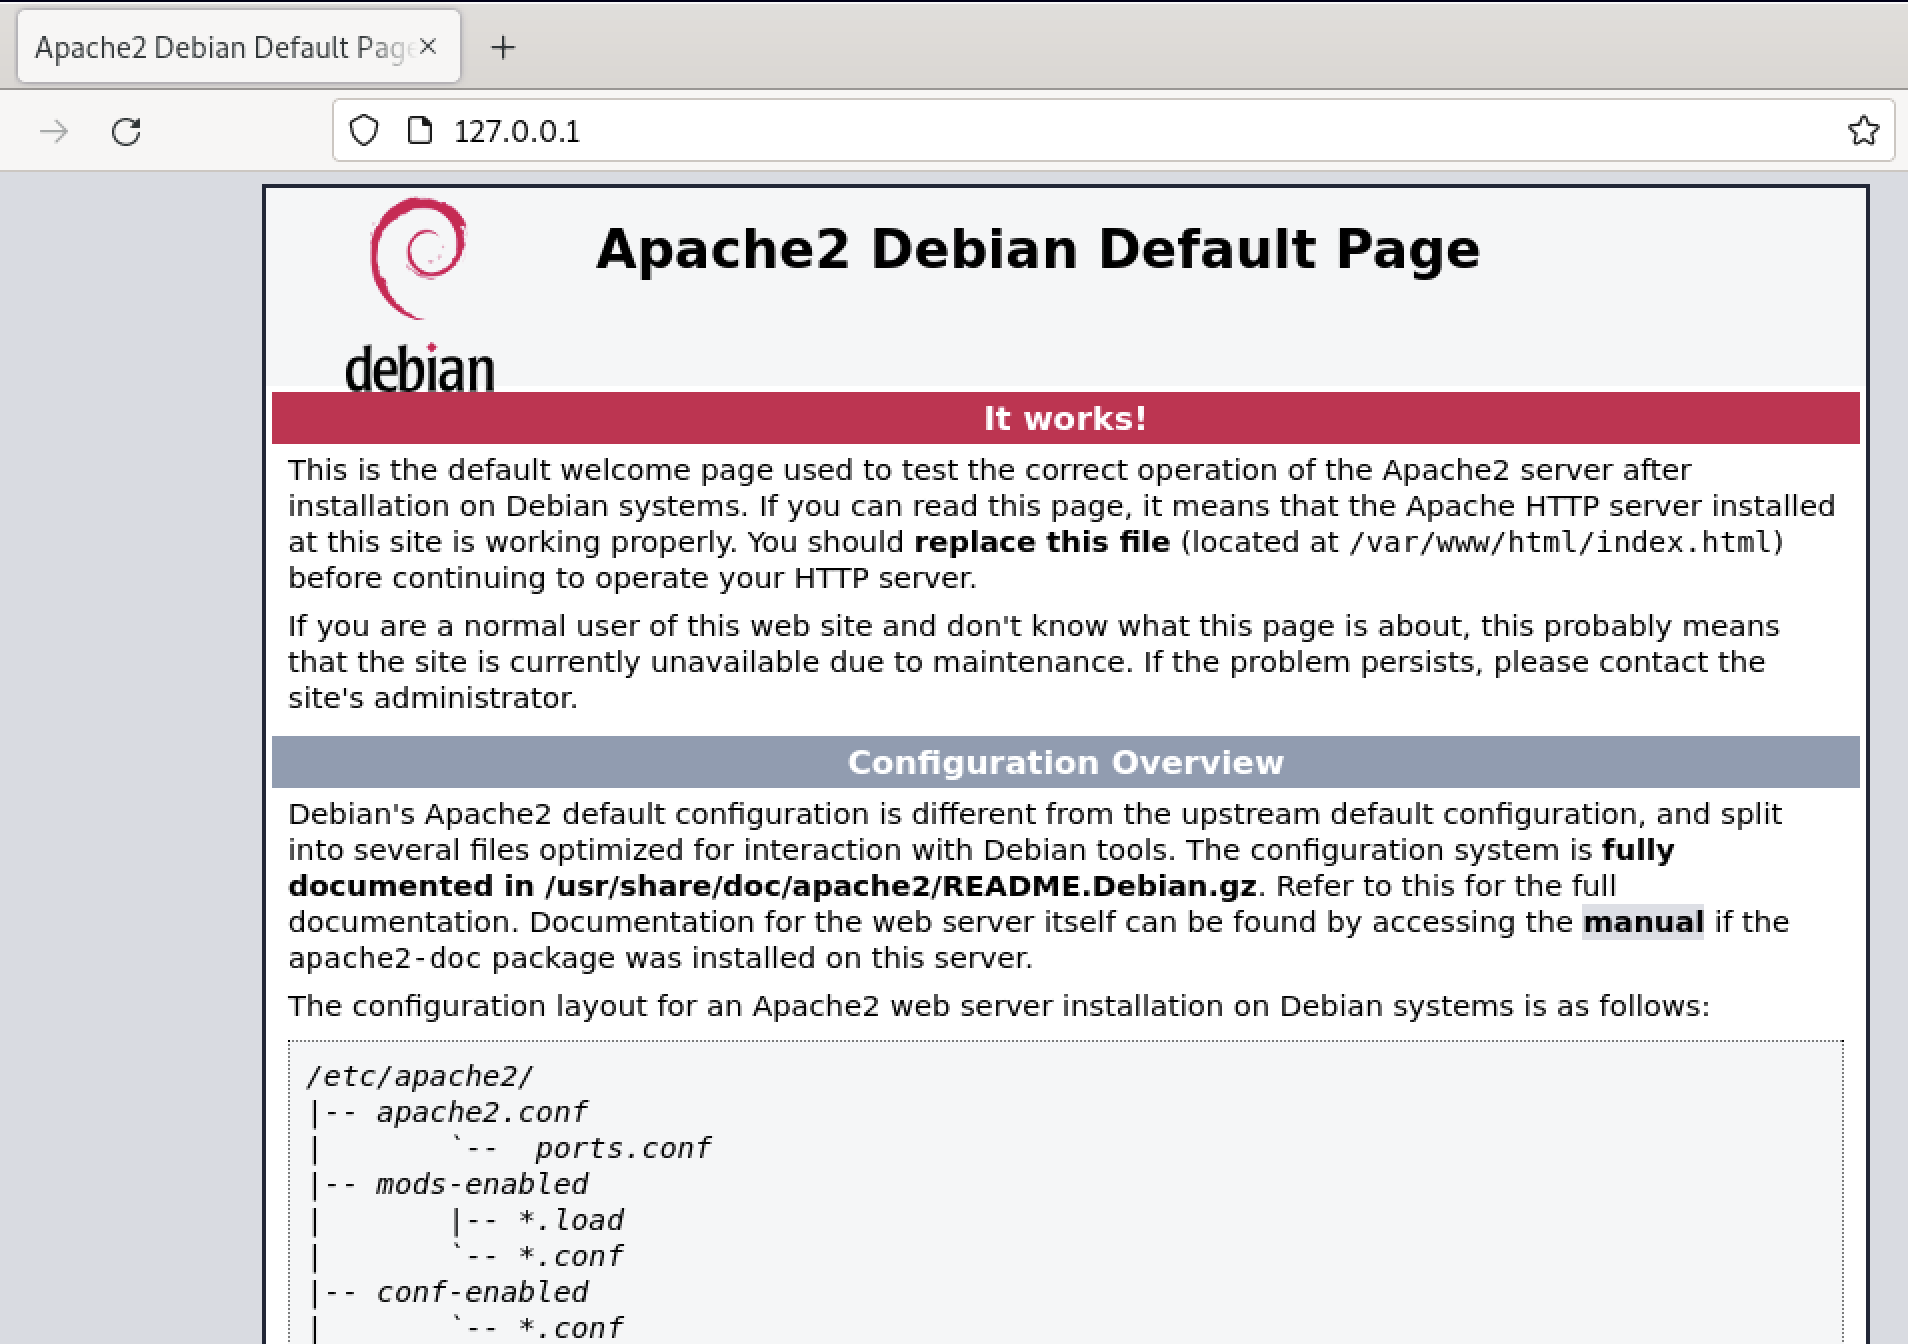 Apache2 Debian Default Page
127.0.0.1
debian
Apache2 Debian Default Page
It works!
This is the default welcome page used to test the correct operation of the Apache2 server after
installation on Debian systems. If you can read this page, it means that the Apache HTTP server installed
at this site is working properly. You should replace this file (located at /var/www/html/index.html)
before continuing to operate your HTTP server.
If you are a normal user of this web site and don't know what this page is about, this probably means
that the site is currently unavailable due to maintenance. If the problem persists, please contact the
site's administrator.
Configuration Overview
Debian's Apache2 default configuration is different from the upstream default configuration, and split
into several files optimized for interaction with Debian tools. The configuration system is fully
documented in /usr/share/doc/apache2/README.Debian.gz. Refer to this for the full
documentation. Documentation for the web server itself can be found by accessing the manual if the
apache2-doc package was installed on this server.
The configuration layout for an Apache2 web server installation on Debian systems is as follows:
/etc/apache2/
|-- apache2.conf
|       `--  ports.conf
|-- mods-enabled
|       |-- *.load
|       `-- *.conf
|-- conf-enabled
|       `-- *.conf